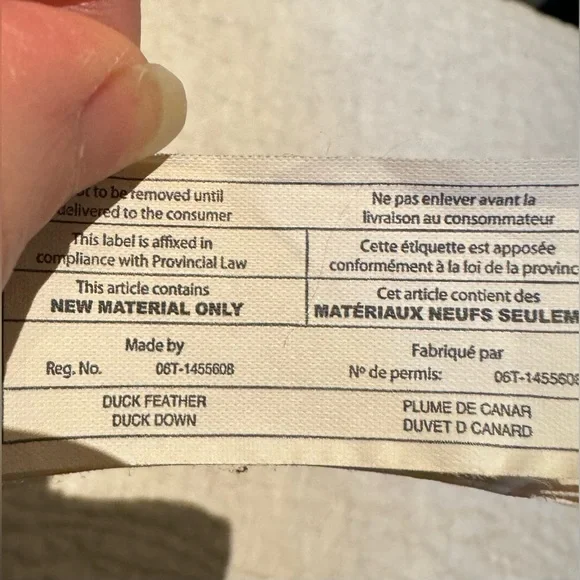 to be removed until
delivered to the consumer
Ne pas enlever avant la
livraison au consommateur
This label is affixed in
compliance with Provincial Law
Cette étiquette est apposée
conformément à la loi de la provinc
This article contains
NEW MATERIAL ONLY
Cet article contient des
MATÉRIAUX NEUFS SEULEM
Made by
Reg. No. 06T-1455608
Fabriqué par
Nº de permis: 06T-1455608
DUCK FEATHER
DUCK DOWN
PLUME DE CANAR
DUVET D CANARD